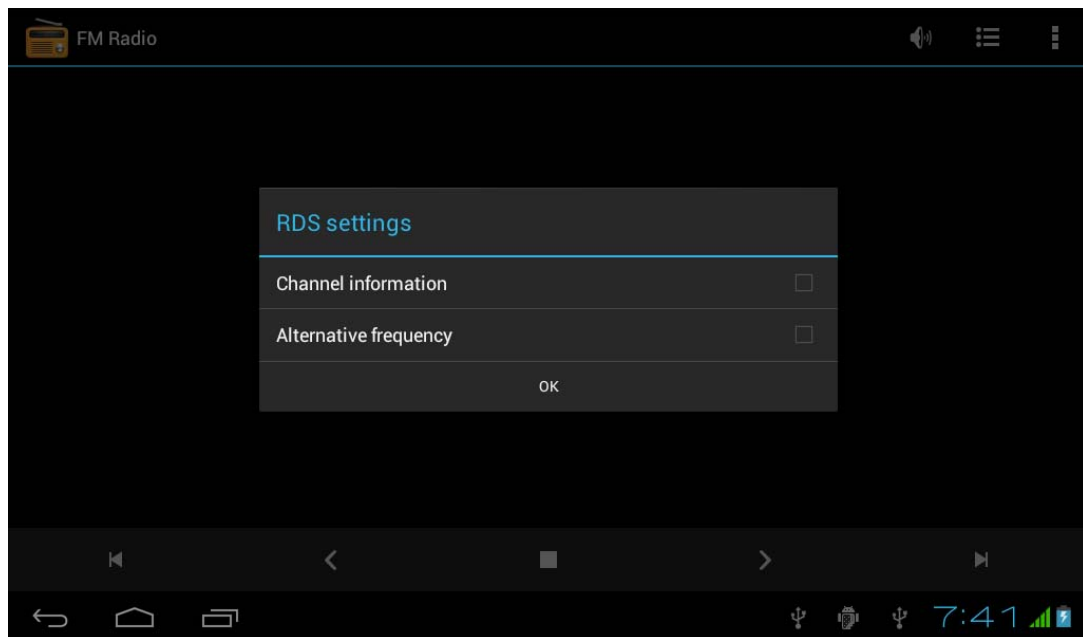 FM Radio
RDS settings
Channel information
Alternative frequency
OK
7:41